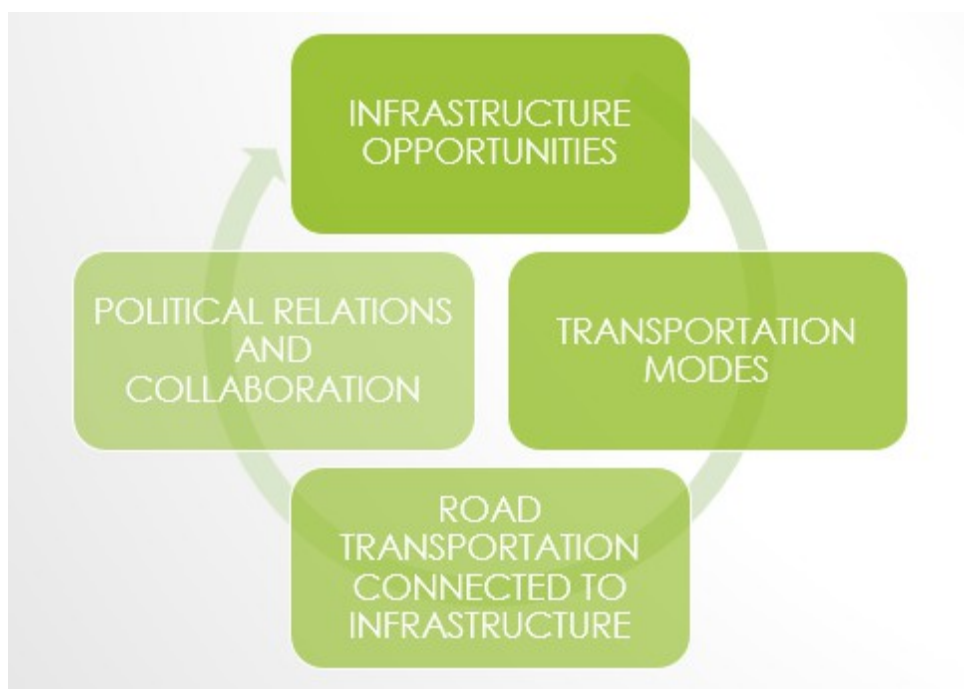 INFRASTRUCTURE
OPPORTUNITIES
TRANSPORTATION
MODES
ROAD
TRANSPORTATION
CONNECTED TO
INFRASTRUCTURE
POLITICAL RELATIONS
AND
COLLABORATION